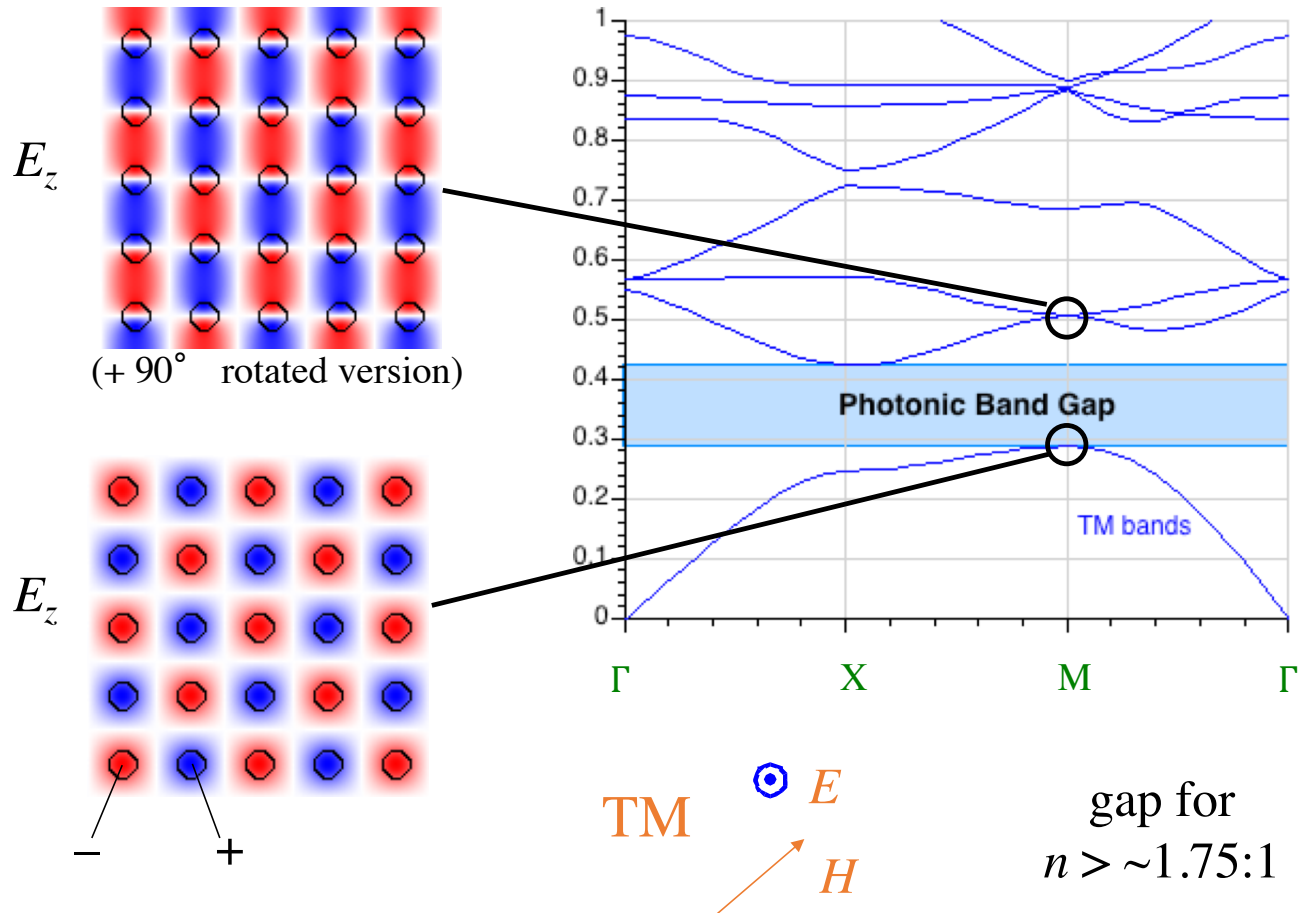 E_z
(+ 90° rotated version)
E_z
− +
1
0.9
0.8
0.7
0.6
0.5
0.4
0.3
0.2
0.1
0
Photonic Band Gap
TM bands
Γ X M Γ
TM
E
H
gap for
n > ~1.75:1